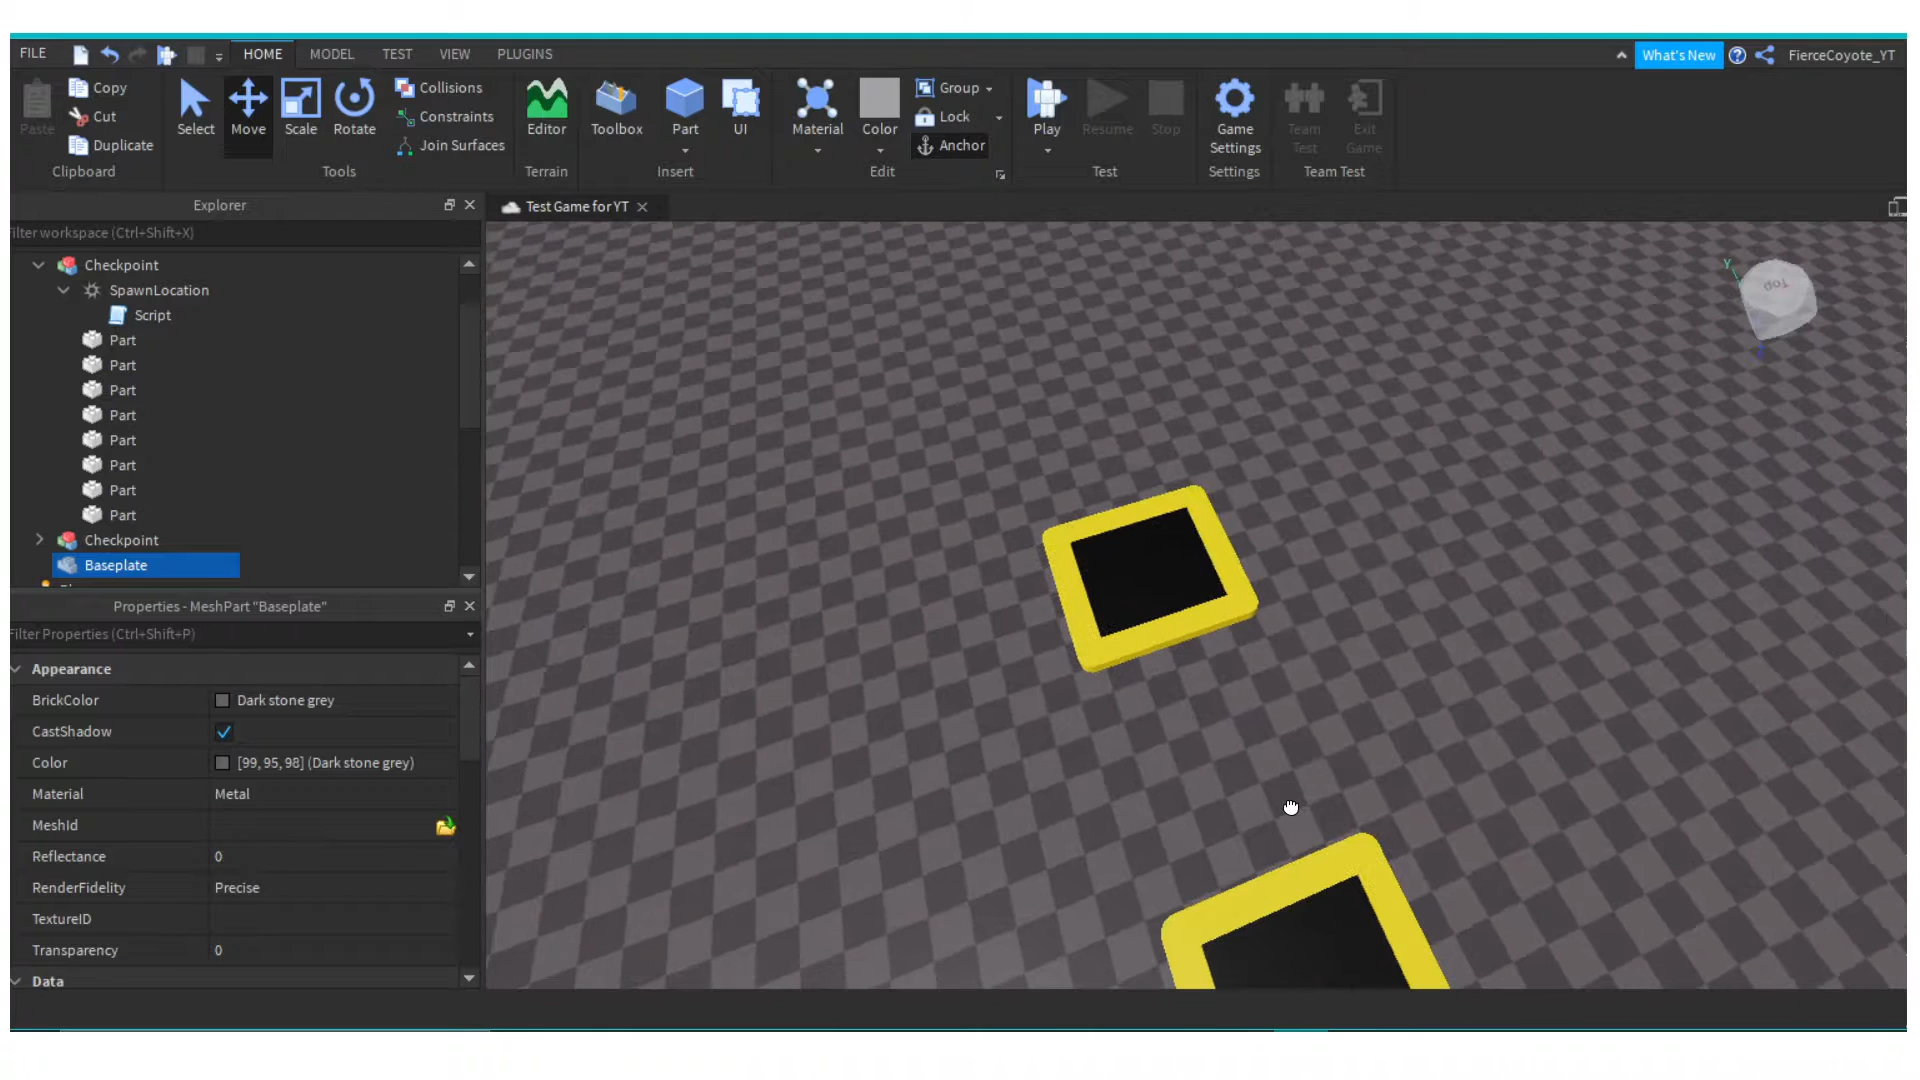 FILE HOME MODEL TEST VIEW PLUGINS What's New FierceCoyote_YT
Paste Copy Cut Duplicate Clipboard
Select Move Scale Rotate Collisions Constraints Join Surfaces Tools
Editor Terrain
Toolbox Part UI Insert
Material Color Group Lock Anchor Edit
Play Resume Stop Test
Game Settings Settings
Team Test Exit Game Team Test
Explorer
Test Game for YT
ilter workspace (Ctrl+Shift+X)
Checkpoint
SpawnLocation
Script
Part
Part
Part
Part
Part
Part
Part
Part
Checkpoint
Baseplate
Properties - MeshPart "Baseplate"
ilter Properties (Ctrl+Shift+P)
Appearance
BrickColor Dark stone grey
CastShadow
Color [99, 95, 98] (Dark stone grey)
Material Metal
MeshId
Reflectance 0
RenderFidelity Precise
TextureID
Transparency 0
Data
Y
Top